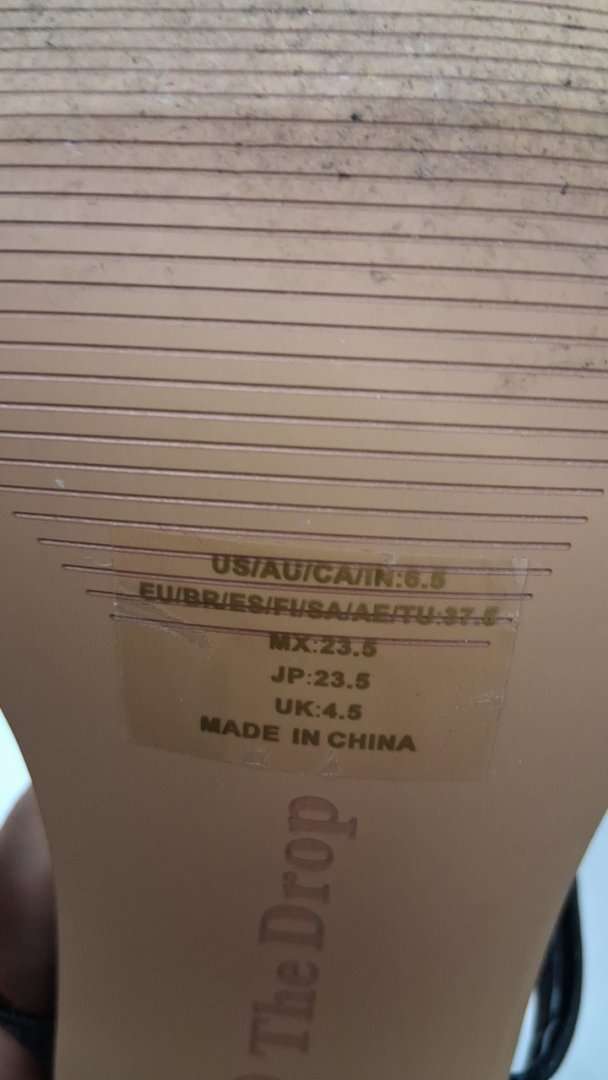 US/AU/CA/IN:6.5
EU/BR/ES/FI/SA/AE/TU:37.5
MX:23.5
JP:23.5
UK:4.5
MADE IN CHINA
The Drop